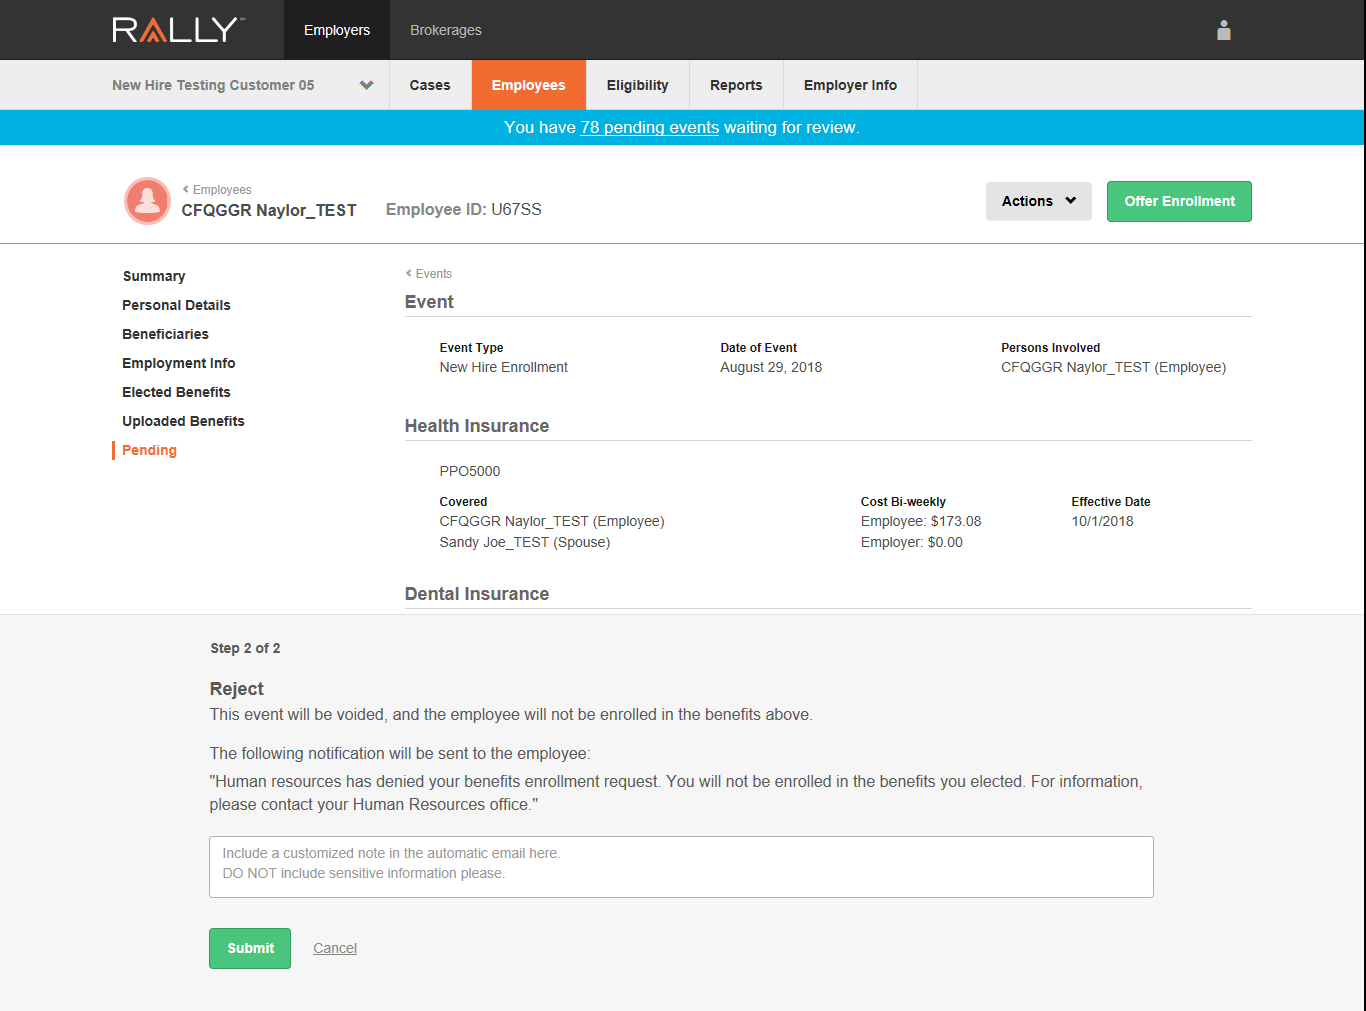 RALLY
Employers
Brokerages
New Hire Testing Customer 05
Cases
Employees
Eligibility
Reports
Employer Info
You have 78 pending events waiting for review.
Employees
CFQGGR Naylor_TEST
Employee ID: U67SS
Actions
Offer Enrollment
Summary
Personal Details
Beneficiaries
Employment Info
Elected Benefits
Uploaded Benefits
Pending
Events
Event
Event Type
Date of Event
Persons Involved
New Hire Enrollment
August 29, 2018
CFQGGR Naylor_TEST (Employee)
Health Insurance
PPO5000
Covered
Cost Bi-weekly
Effective Date
CFQGGR Naylor_TEST (Employee)
Employee: $173.08
10/1/2018
Sandy Joe_TEST (Spouse)
Employer: $0.00
Dental Insurance
Step 2 of 2
Reject
This event will be voided, and the employee will not be enrolled in the benefits above.
The following notification will be sent to the employee:
"Human resources has denied your benefits enrollment request. You will not be enrolled in the benefits you elected. For information,
please contact your Human Resources office."
Include a customized note in the automatic email here.
DO NOT include sensitive information please.
Submit
Cancel